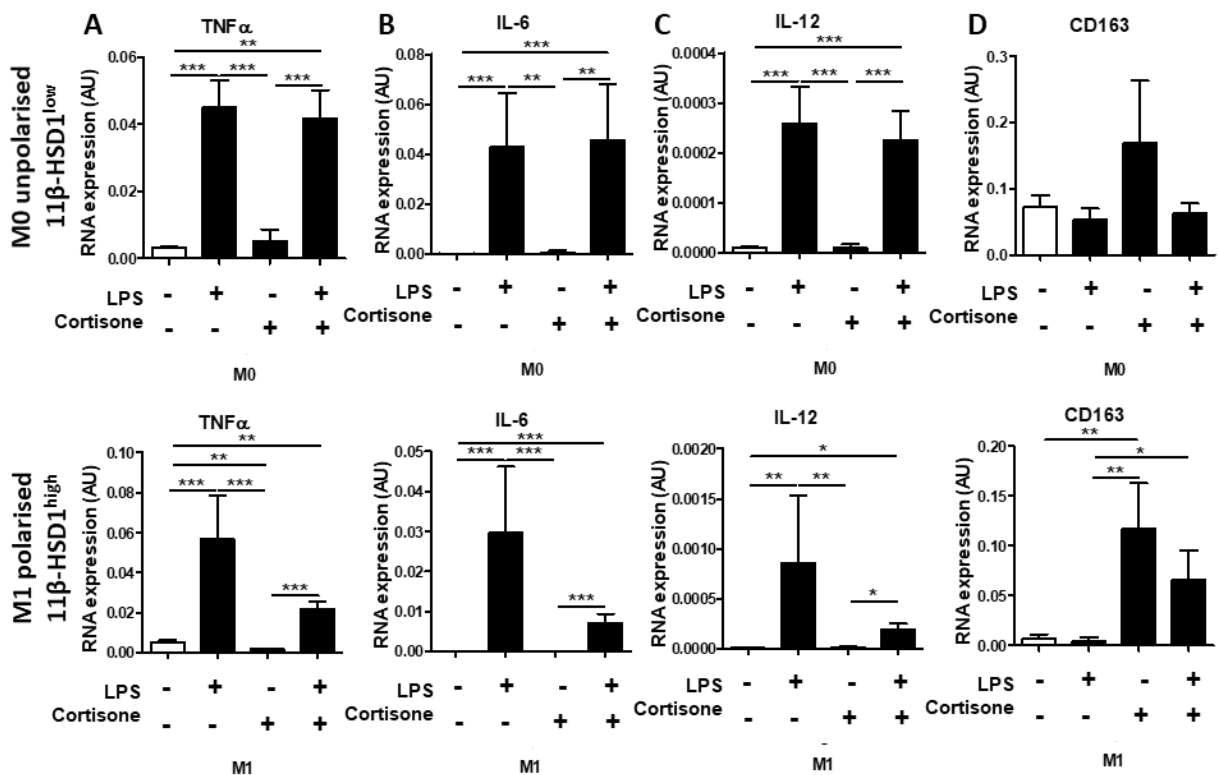 A
TNFα
**
*** ***
***
RNA expression (AU)
0.06
0.04
0.02
0.00
LPS - + - +
Cortisone - - + +
M0
B
IL-6
***
*** ** **
RNA expression (AU)
0.08
0.06
0.04
0.02
0.00
- + - +
- - + +
M0
C
IL-12
***
*** *** ***
RNA expression (AU)
0.0004
0.0003
0.0002
0.0001
0.0000
LPS - + - +
Cortisone - - + +
M0
D
CD163
RNA expression (AU)
0.3
0.2
0.1
0.0
LPS - + - +
Cortisone - - + +
M0
M0 unpolarised
11β-HSD1low
TNFα
**
**
*** ***
***
RNA expression (AU)
0.10
0.08
0.06
0.04
0.02
0.00
LPS - + - +
Cortisone - - + +
M1
IL-6
***
*** ***
***
RNA expression (AU)
0.05
0.04
0.03
0.02
0.01
0.00
- + - +
- - + +
M1
IL-12
*
** **
*
RNA expression (AU)
0.0020
0.0015
0.0010
0.0005
0.0000
LPS - + - +
Cortisone - - + +
M1
CD163
**
*
**
RNA expression (AU)
0.20
0.15
0.10
0.05
0.00
LPS - + - +
Cortisone - - + +
M1
M1 polarised
11β-HSD1high